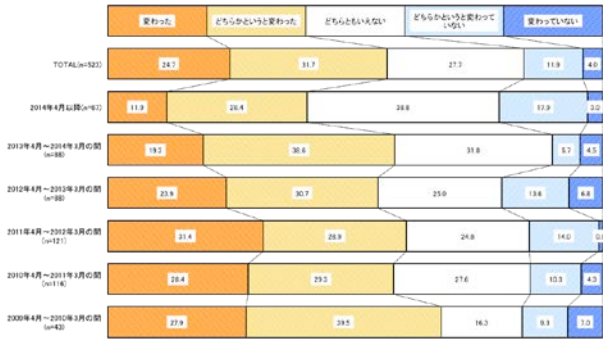 変わった どちらかというと変わった どちらともいえない どちらかというと変わって 変わっていない
いない
TOTAL(n=523) 24.7 31.7 27.7 11.9 4.0
2014年4月以降(n=67) 11.9 28.4 38.8 17.9 3.0
2013年4月～2014年3月の間 19.3 38.6 31.8 5.7 4.5
(n=88)
2012年4月～2013年3月の間 23.9 30.7 25.0 13.6 6.8
(n=88)
2011年4月～2012年3月の間 31.4 28.9 24.8 14.0
(n=121)
2010年4月～2011年3月の間 28.4 29.3 27.6 10.3 4.3
(n=116)
2009年4月～2010年3月の間 27.9 39.5 16.3 9.3 7.0
(n=43)